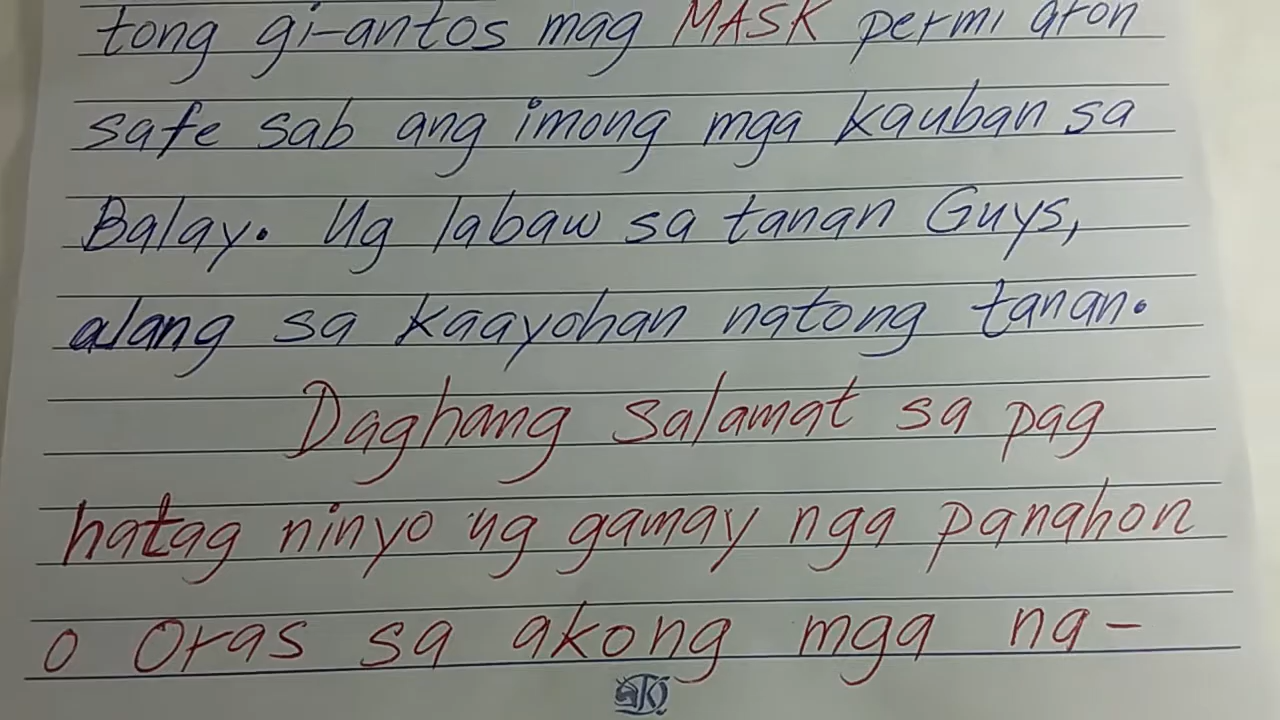 tong gi-antos mag MASK permi aron
safe sab ang imong mga kauban sa
Balay. Ug labaw sa tanan Guys,
alang sa kaayohan natong tanan.
Daghang salamat sa pag
hatag ninyo ug gamay nga panahon
o Oras sa akong mga na-